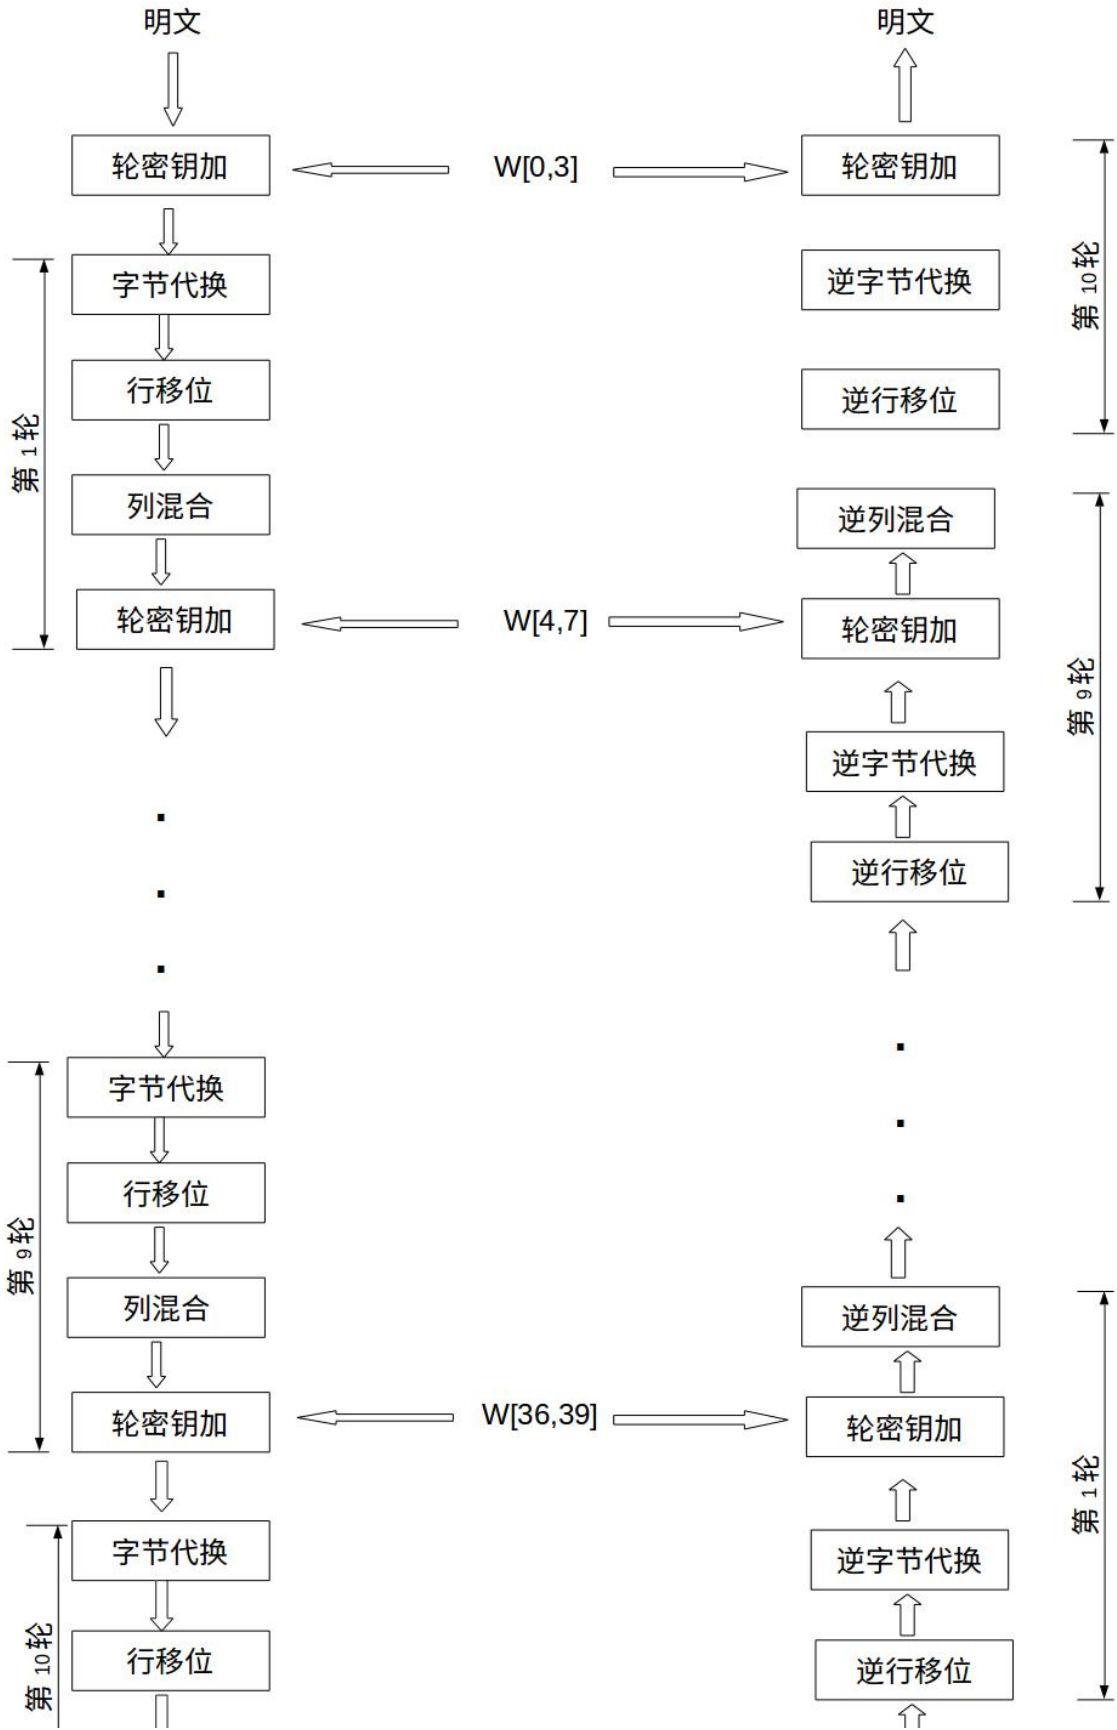 明文
明文
轮密钥加
W[0,3]
轮密钥加
字节代换
逆字节代换
第 10 轮
行移位
逆行移位
第 1 轮
列混合
逆列混合
轮密钥加
W[4,7]
轮密钥加
第 9 轮
逆字节代换
.
逆行移位
.
.
.
字节代换
.
行移位
.
第 9 轮
列混合
逆列混合
轮密钥加
W[36,39]
轮密钥加
第 1 轮
字节代换
逆字节代换
第 10 轮
行移位
逆行移位